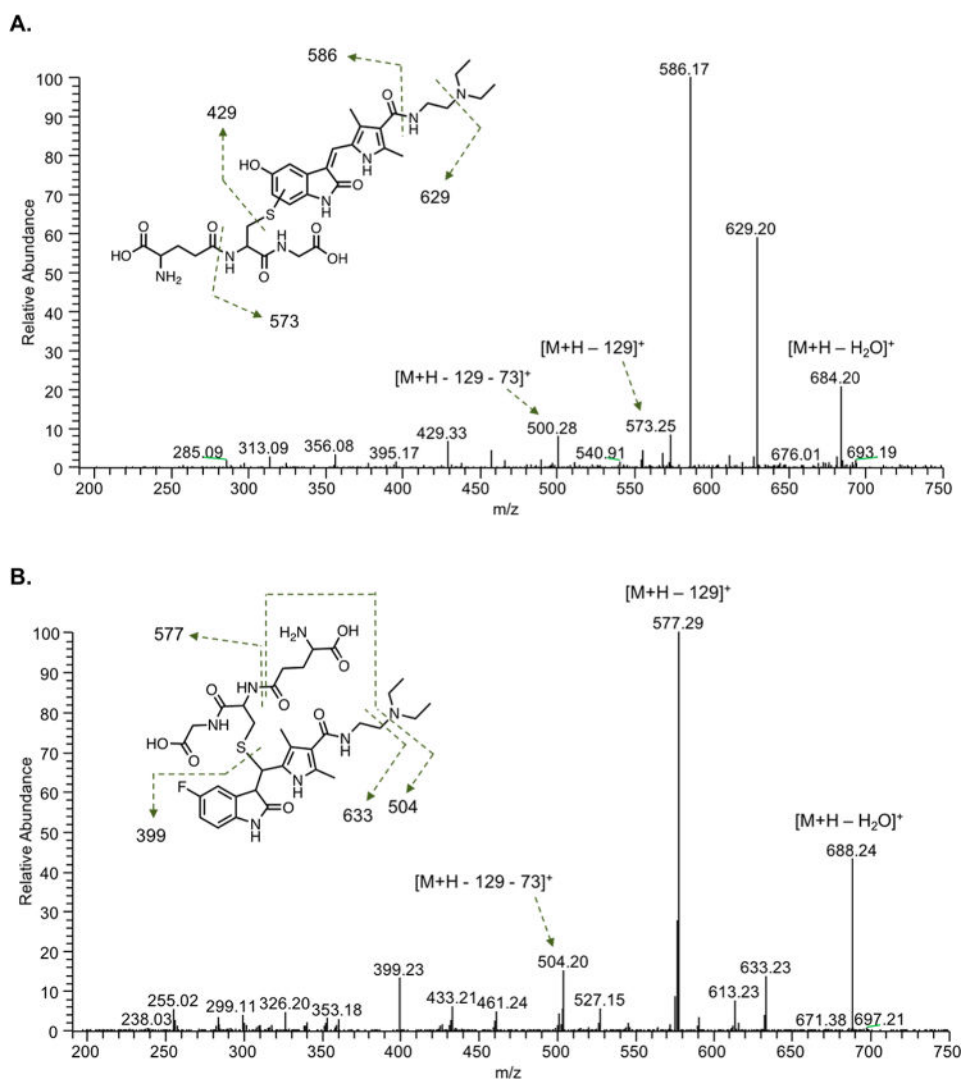 A.
586
429
HO
N
O
N
H
N
H
O
N
H
S
629
O
O
O
O
HO
N
H
N
H
OH
NH₂
O
573
586.17
629.20
[M+H – H₂O]⁺
684.20
[M+H – 129]⁺
[M+H - 129 - 73]⁺
573.25
500.28
429.33
285.09
313.09
356.08
395.17
540.91
676.01
693.19
Relative Abundance
100
90
80
70
60
50
40
30
20
10
0
200 250 300 350 400 450 500 550 600 650 700 750
m/z
B.
[M+H – 129]⁺
577.29
577
H₂N
OH
O
O
NH
O
NH
HO
O
S
O
N
H
N
N
H
F
O
N
H
399
633
504
[M+H – H₂O]⁺
688.24
[M+H - 129 - 73]⁺
504.20
399.23
633.23
613.23
255.02
238.03
299.11
326.20
353.18
433.21
461.24
527.15
671.38
697.21
Relative Abundance
100
90
80
70
60
50
40
30
20
10
0
200 250 300 350 400 450 500 550 600 650 700 750
m/z